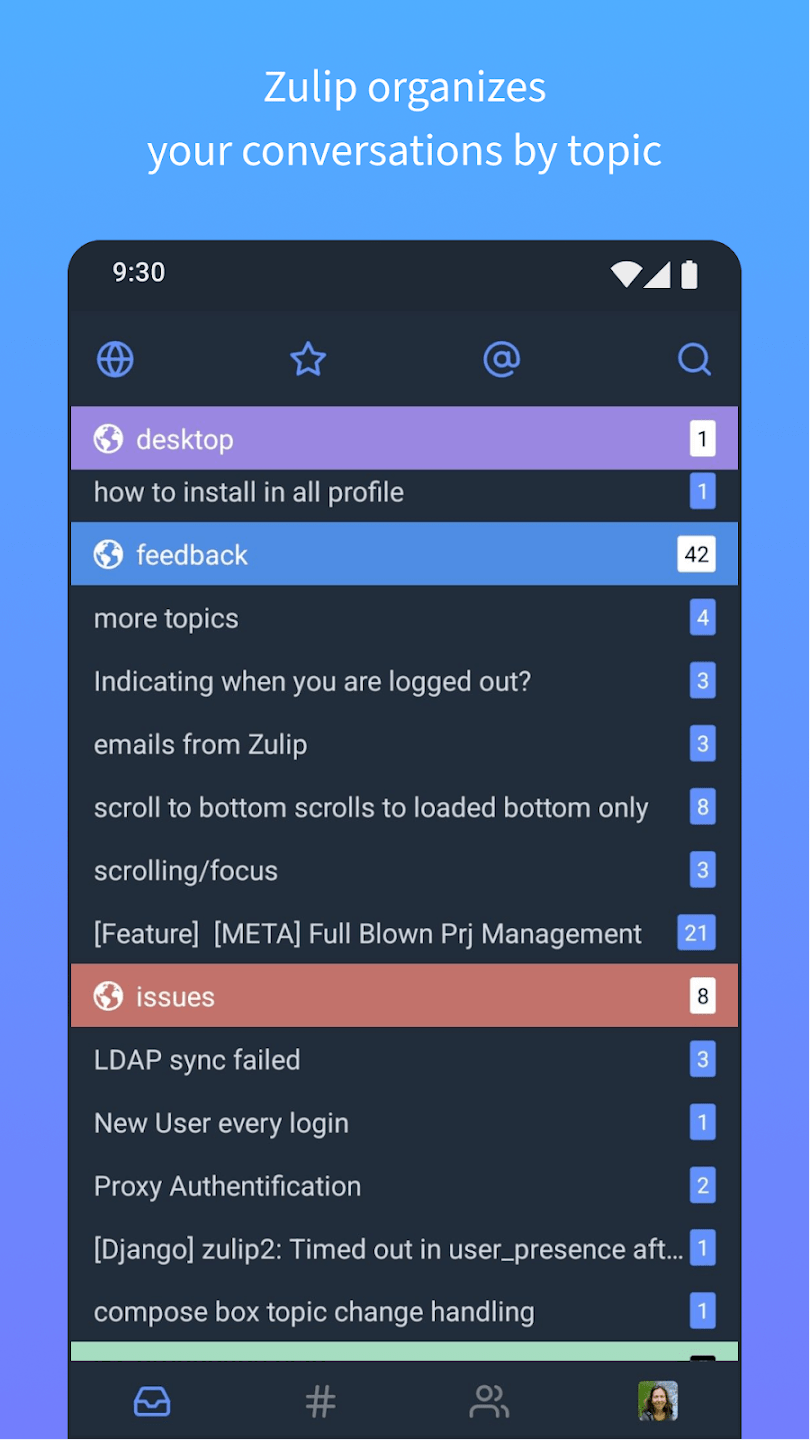 Zulip organizes
your conversations by topic
9:30
desktop 1
how to install in all profile 1
feedback 42
more topics 4
Indicating when you are logged out? 3
emails from Zulip 3
scroll to bottom scrolls to loaded bottom only 8
scrolling/focus 3
[Feature] [META] Full Blown Prj Management 21
issues 8
LDAP sync failed 3
New User every login 1
Proxy Authentification 2
[Django] zulip2: Timed out in user_presence aft… 1
compose box topic change handling 1